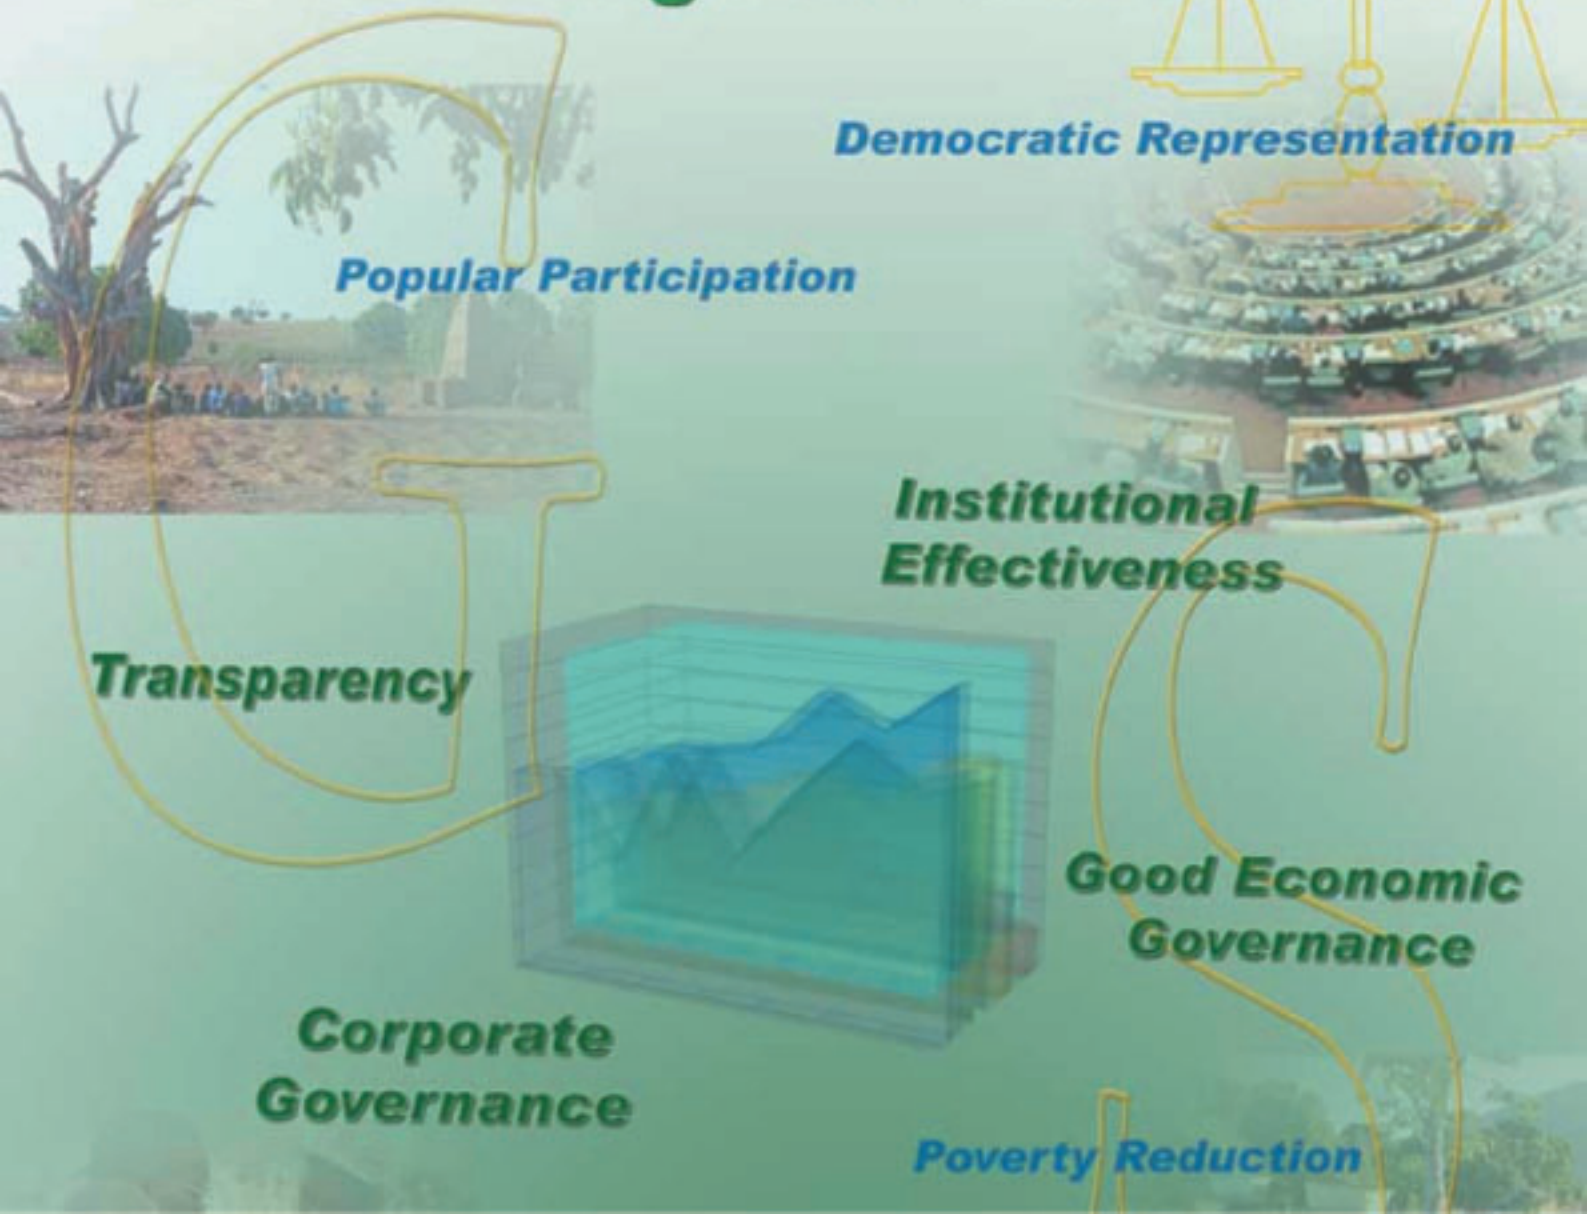 Democratic Representation
Popular Participation
Institutional
Effectiveness
Transparency
Good Economic
Governance
Corporate
Governance
Poverty Reduction
G
S